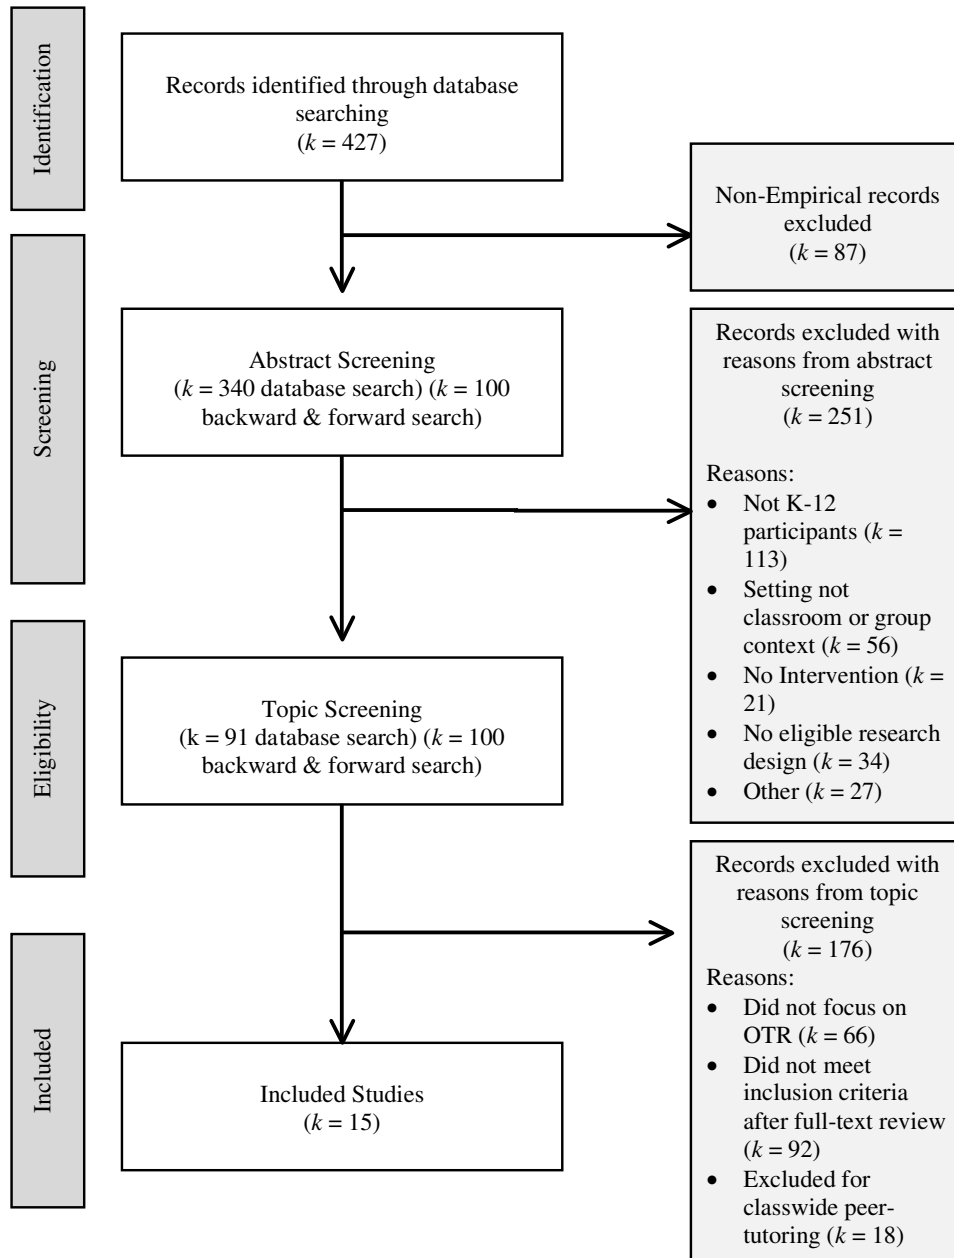 Identification
Records identified through database
searching
(k = 427)
Non-Empirical records
excluded
(k = 87)
Screening
Abstract Screening
(k = 340 database search) (k = 100
backward & forward search)
Records excluded with
reasons from abstract
screening
(k = 251)
Reasons:
• Not K-12
participants (k =
113)
• Setting not
classroom or group
context (k = 56)
• No Intervention (k =
21)
• No eligible research
design (k = 34)
• Other (k = 27)
Eligibility
Topic Screening
(k = 91 database search) (k = 100
backward & forward search)
Records excluded with
reasons from topic
screening
(k = 176)
Reasons:
• Did not focus on
OTR (k = 66)
• Did not meet
inclusion criteria
after full-text review
(k = 92)
• Excluded for
classwide peer-
tutoring (k = 18)
Included
Included Studies
(k = 15)